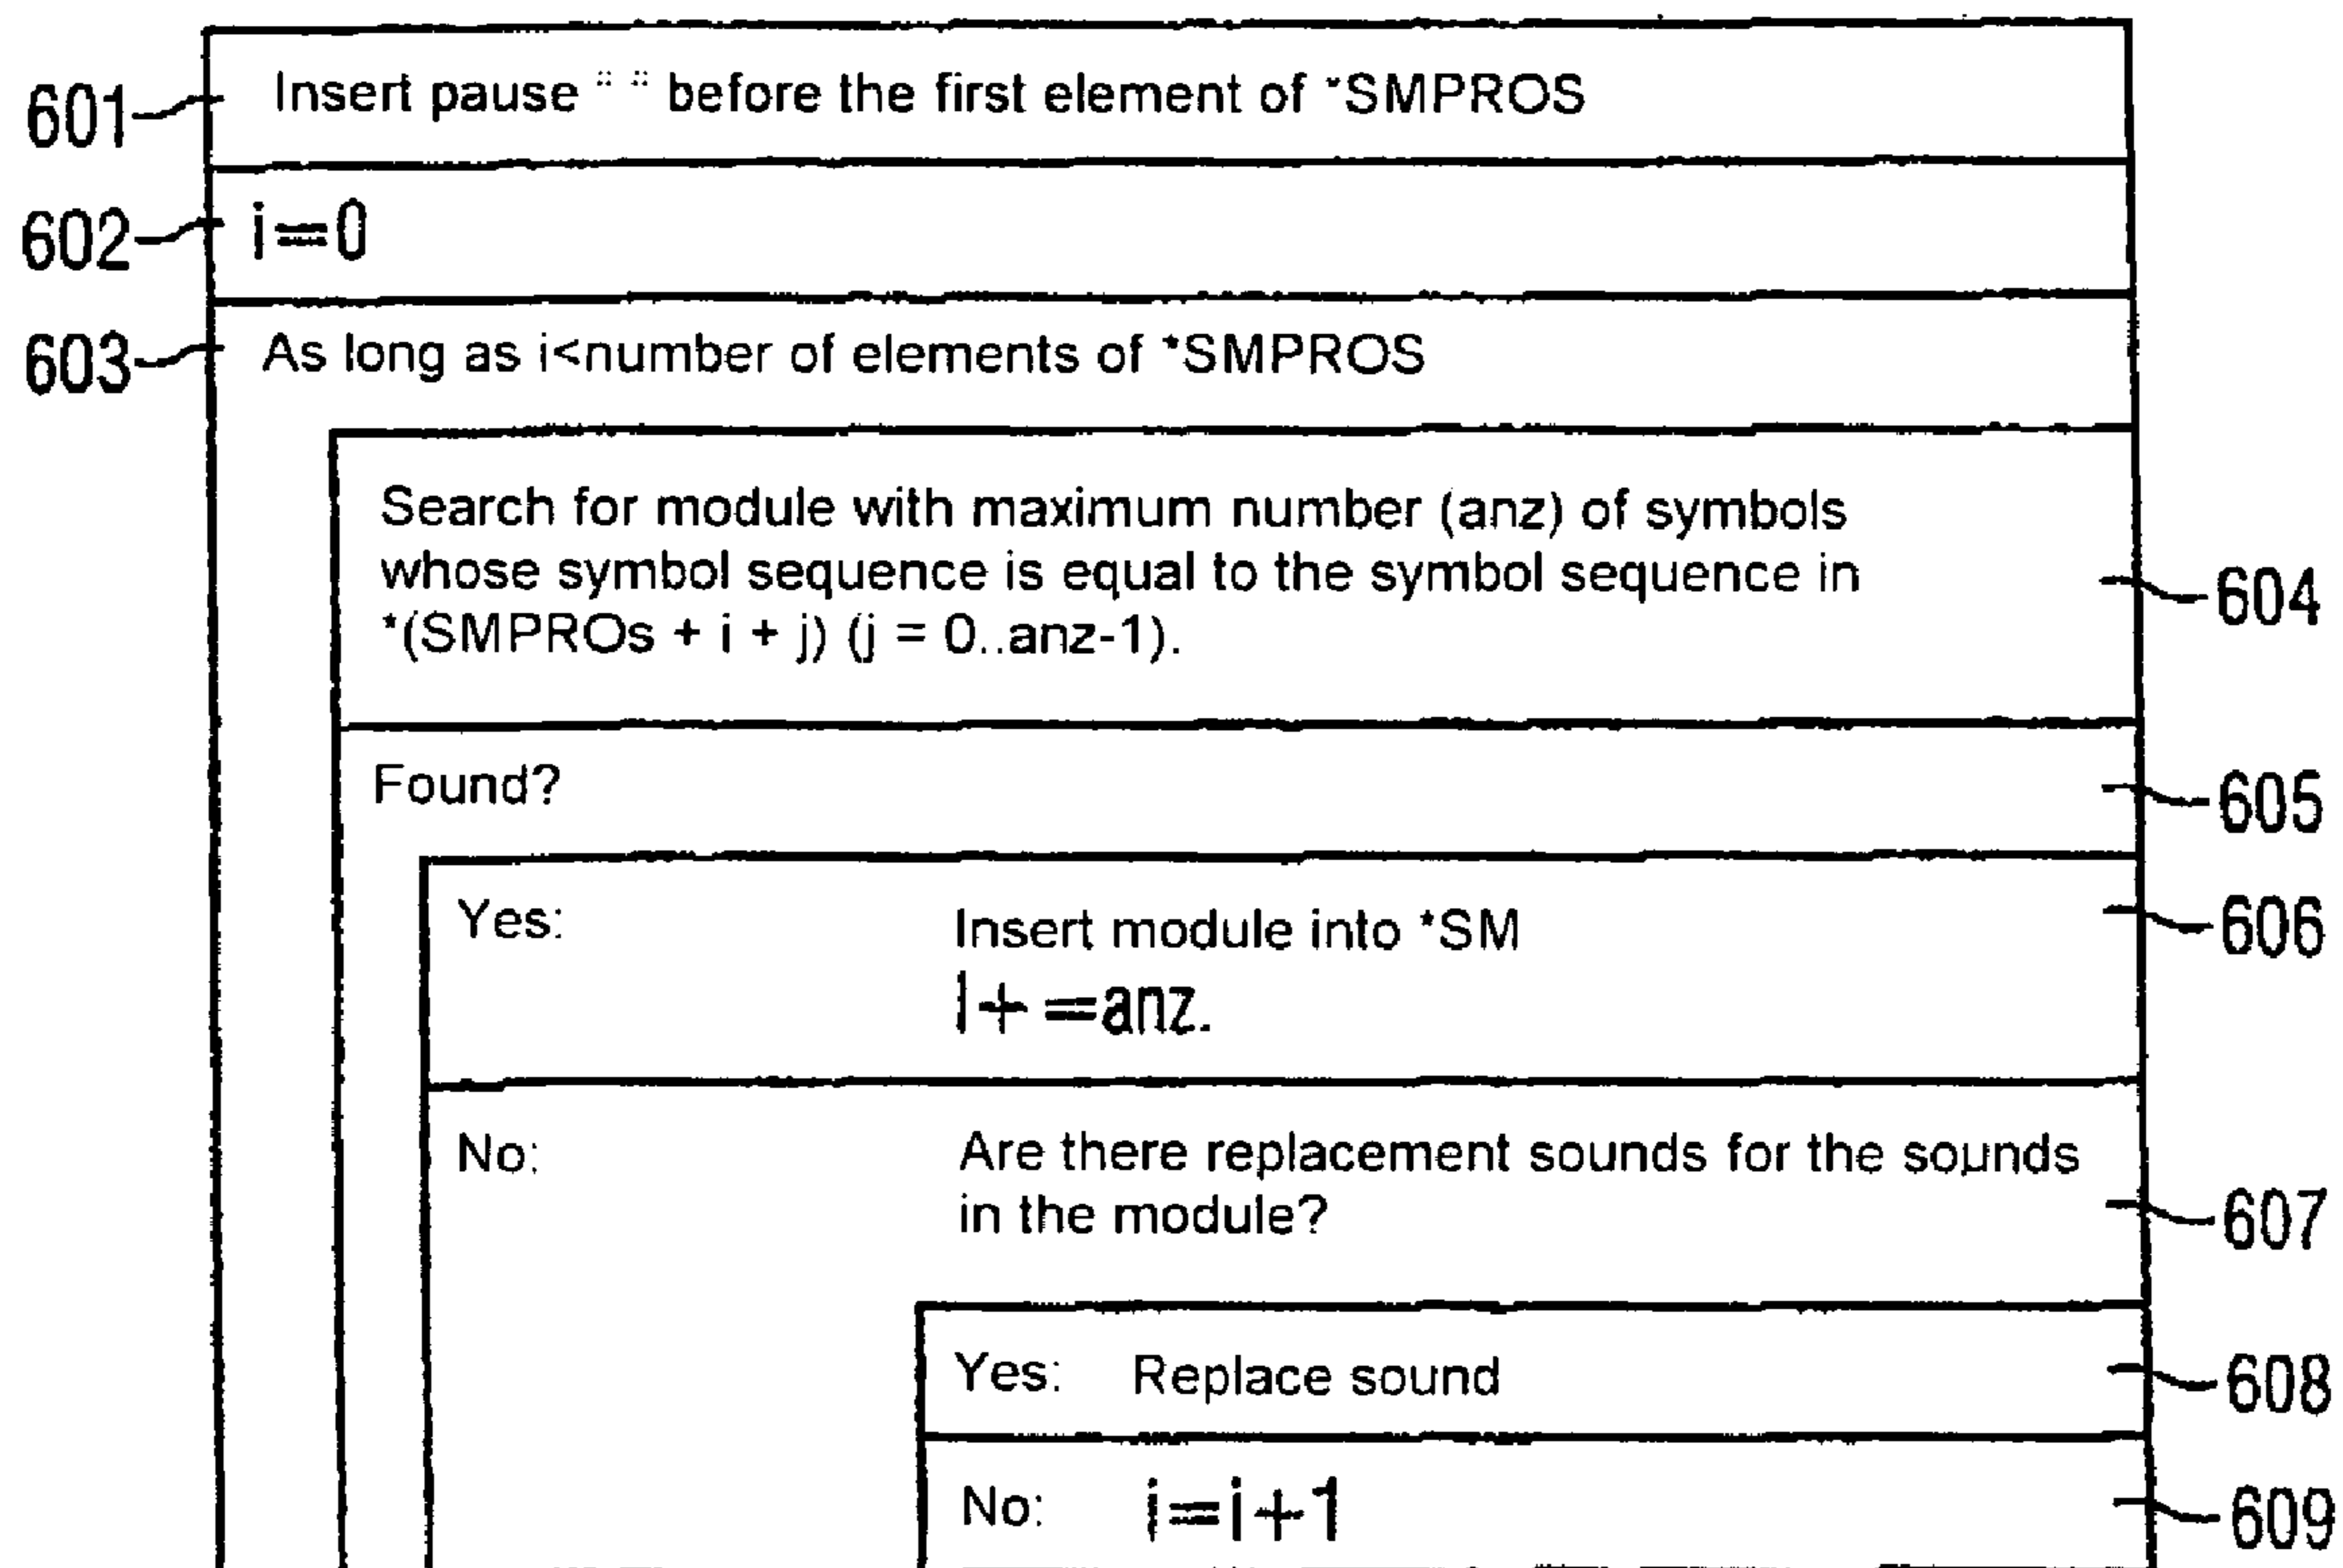 601 Insert pause " " before the first element of *SMPROS
602 i=0
603 As long as i<number of elements of *SMPROS
Search for module with maximum number (anz) of symbols
whose symbol sequence is equal to the symbol sequence in
*(SMPROs + i + j) (j = 0..anz-1).
604
Found?
605
Yes: Insert module into *SM
606
i+ =anz.
No: Are there replacement sounds for the sounds
in the module?
607
Yes: Replace sound
608
No: i=i+1
609